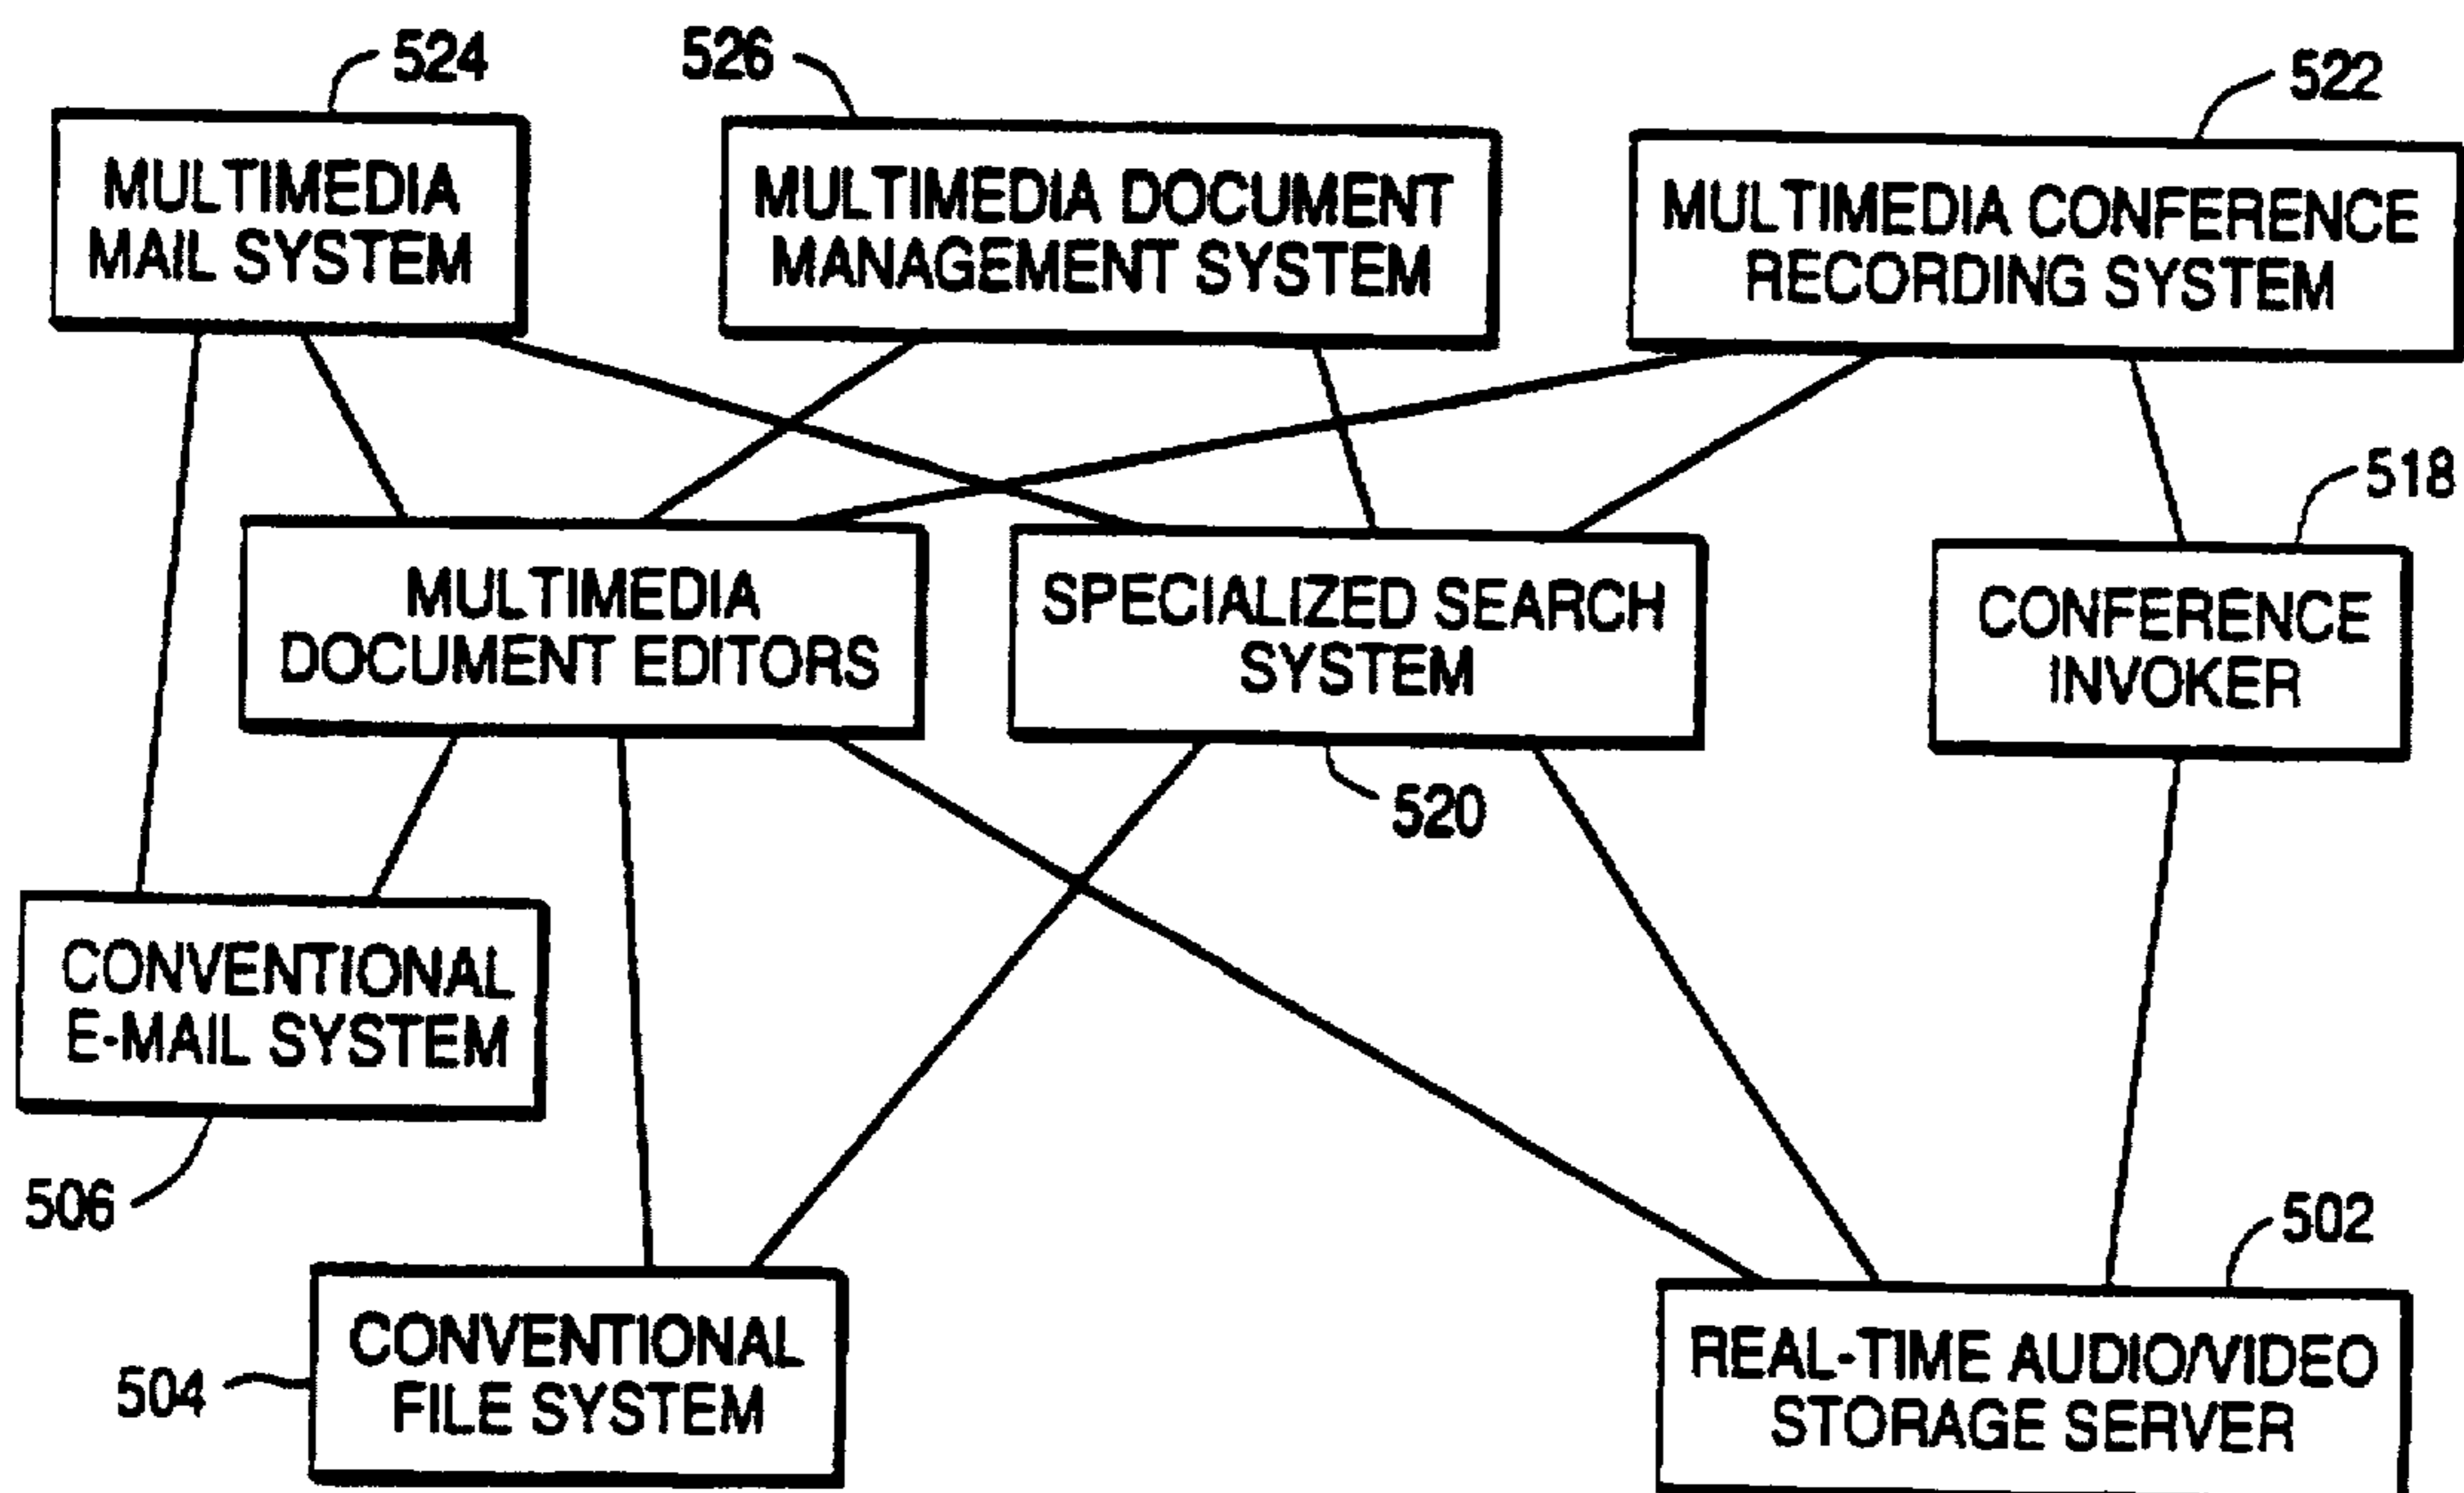 524
526
522
MULTIMEDIA
MAIL SYSTEM
MULTIMEDIA DOCUMENT
MANAGEMENT SYSTEM
MULTIMEDIA CONFERENCE
RECORDING SYSTEM
518
MULTIMEDIA
DOCUMENT EDITORS
SPECIALIZED SEARCH
SYSTEM
CONFERENCE
INVOKER
520
CONVENTIONAL
E-MAIL SYSTEM
506
502
504
CONVENTIONAL
FILE SYSTEM
REAL-TIME AUDIO/VIDEO
STORAGE SERVER